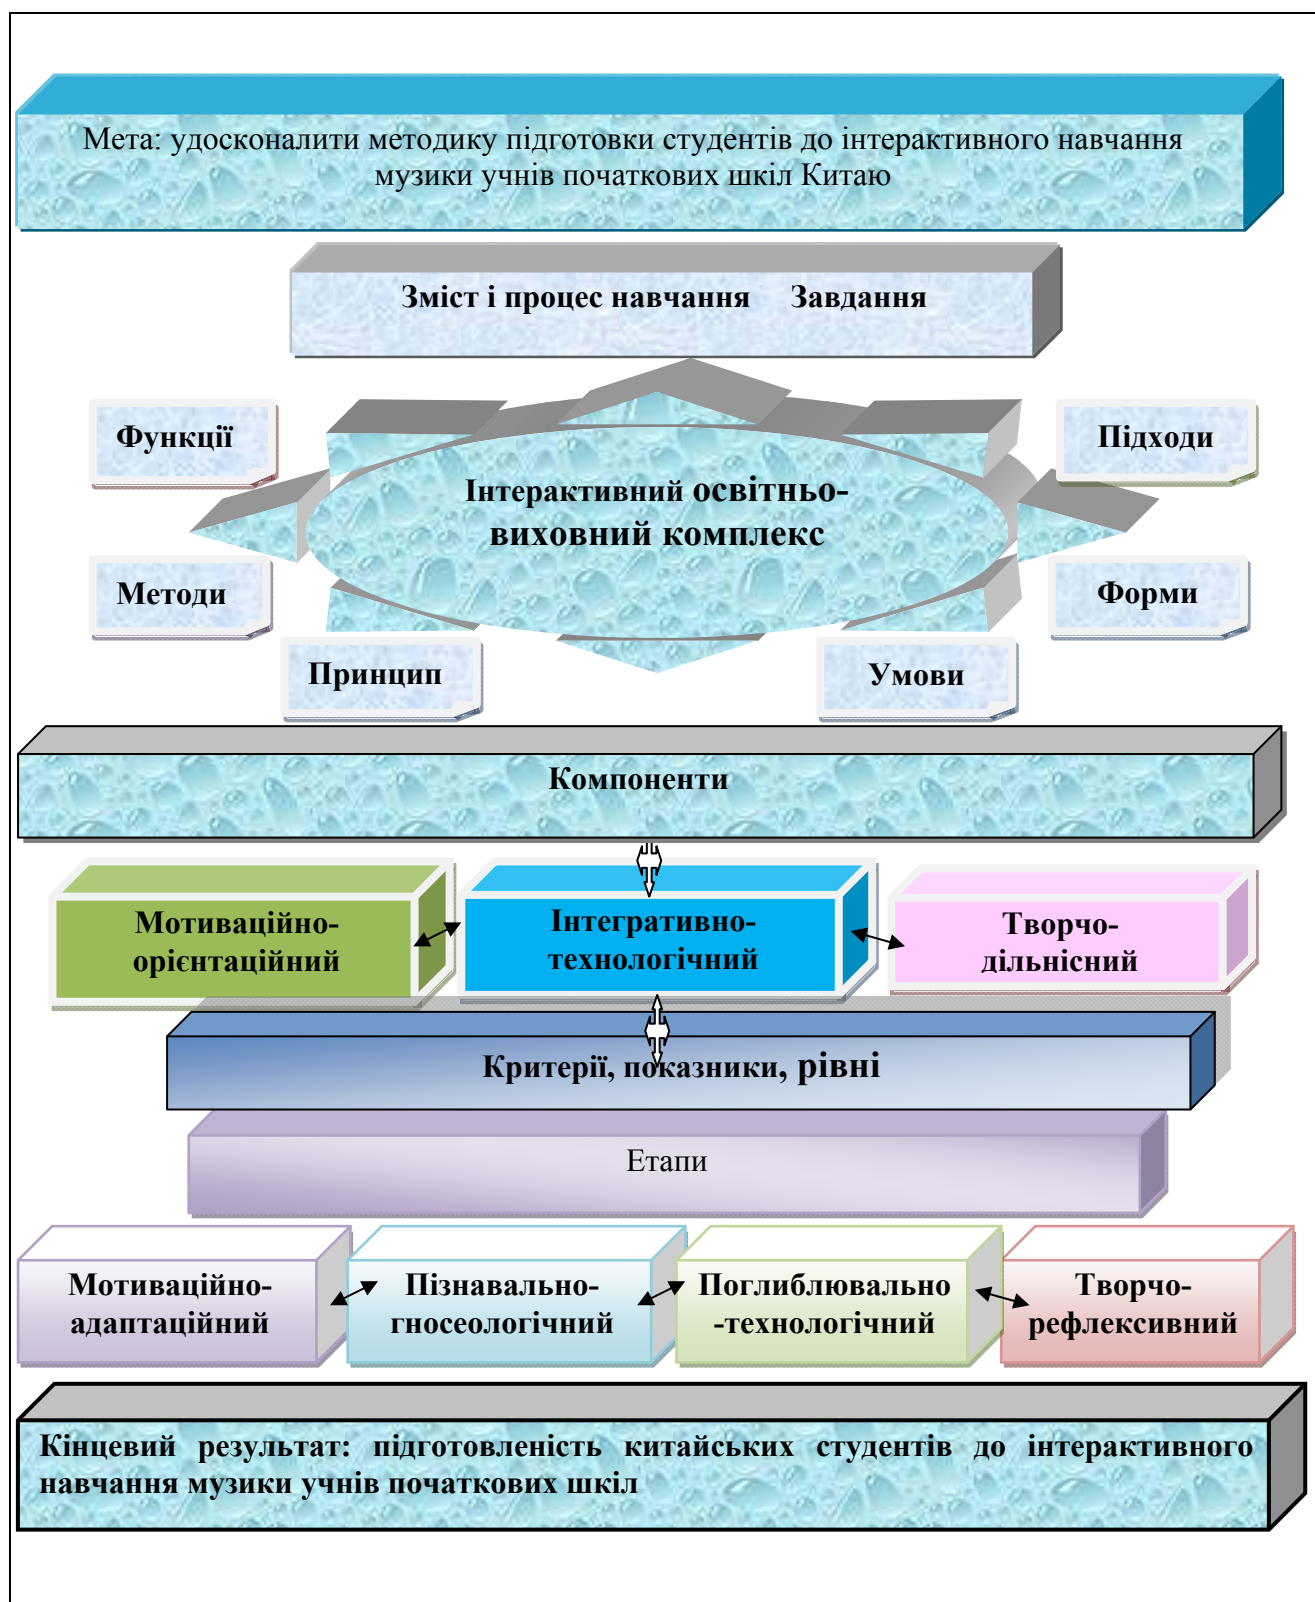 Мета: удосконалити методику підготовки студентів до інтерактивного навчання
музики учнів початкових шкіл Китаю
Зміст і процес навчання Завдання
Функції
Підходи
Інтерактивний освітньо-
виховний комплекс
Методи
Форми
Принцип
Умови
Компоненти
Мотиваційно-
орієнтаційний
Інтегративно-
технологічний
Творчо-
дільнісний
Критерії, показники, рівні
Етапи
Мотиваційно-
адаптаційний
Пізнавально-
гносеологічний
Поглиблювально
-технологічний
Творчо-
рефлексивний
Кінцевий результат: підготовленість китайських студентів до інтерактивного
навчання музики учнів початкових шкіл